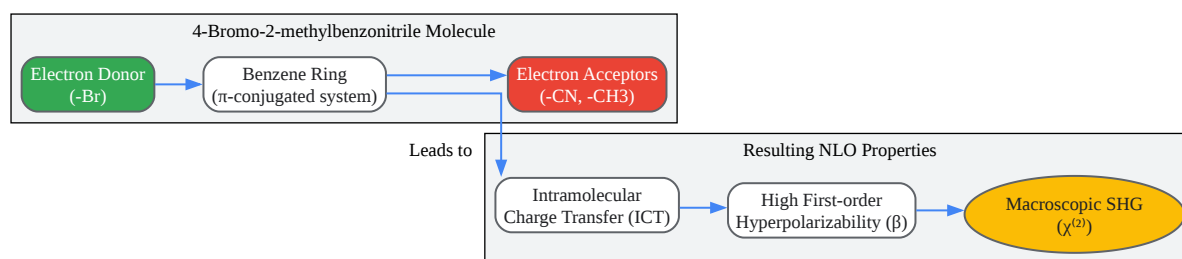 4-Bromo-2-methylbenzonitrile Molecule
Electron Donor
(-Br)
Benzene Ring
(π-conjugated system)
Electron Acceptors
(-CN, -CH3)
Leads to
Resulting NLO Properties
Intramolecular
Charge Transfer (ICT)
High First-order
Hyperpolarizability (β)
Macroscopic SHG
(χ⁽²⁾)